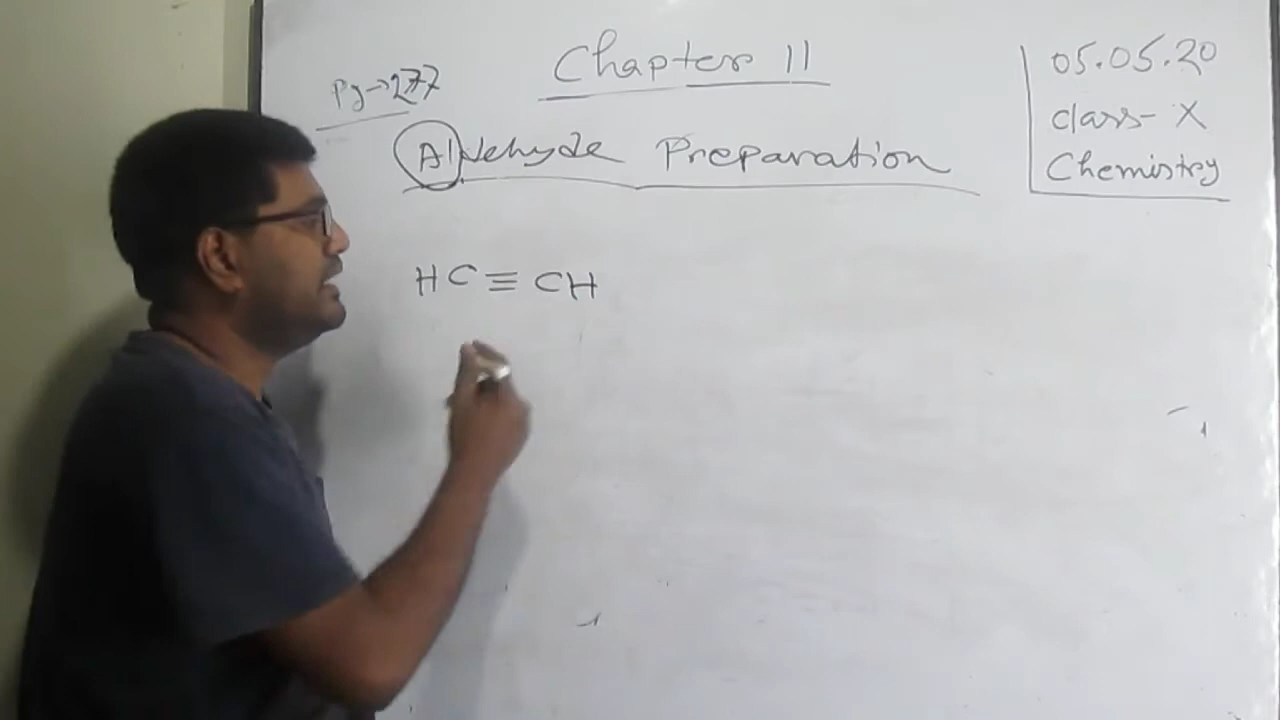 Chapter 11
05.05.20
Pg→277
class- X
Aldehyde Preparation
Chemistry
HC≡CH